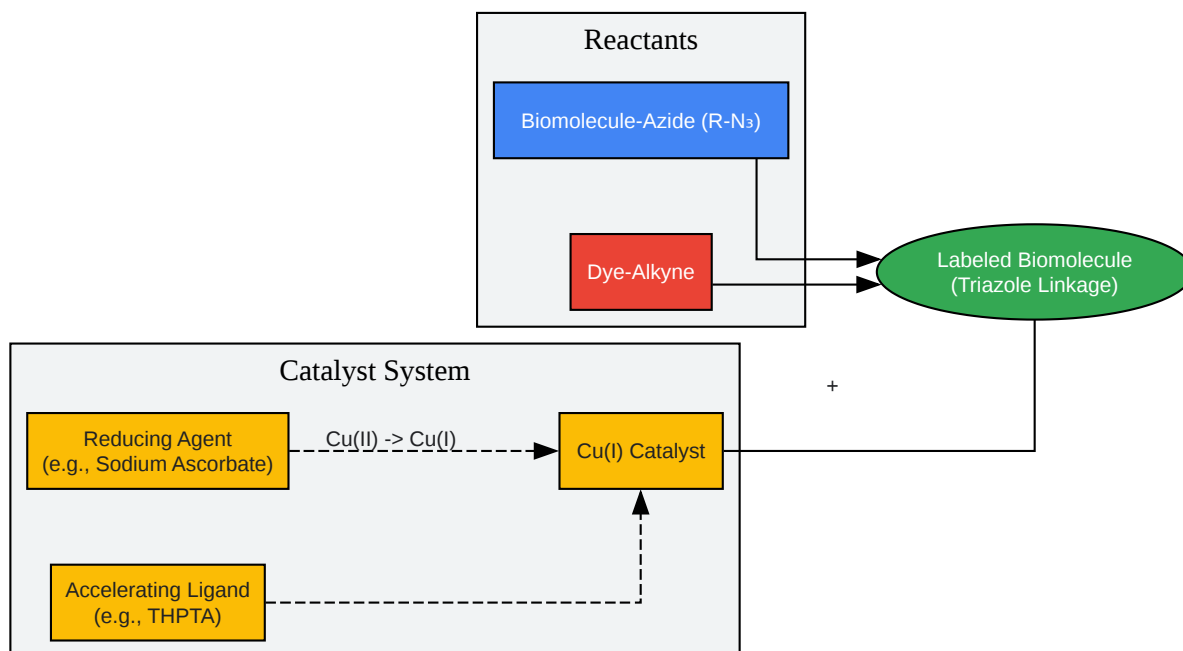 Reactants
Biomolecule-Azide (R-N₃)
Dye-Alkyne
Labeled Biomolecule
(Triazole Linkage)
+
Catalyst System
Reducing Agent
(e.g., Sodium Ascorbate)
Cu(II) -> Cu(I)
Cu(I) Catalyst
Accelerating Ligand
(e.g., THPTA)